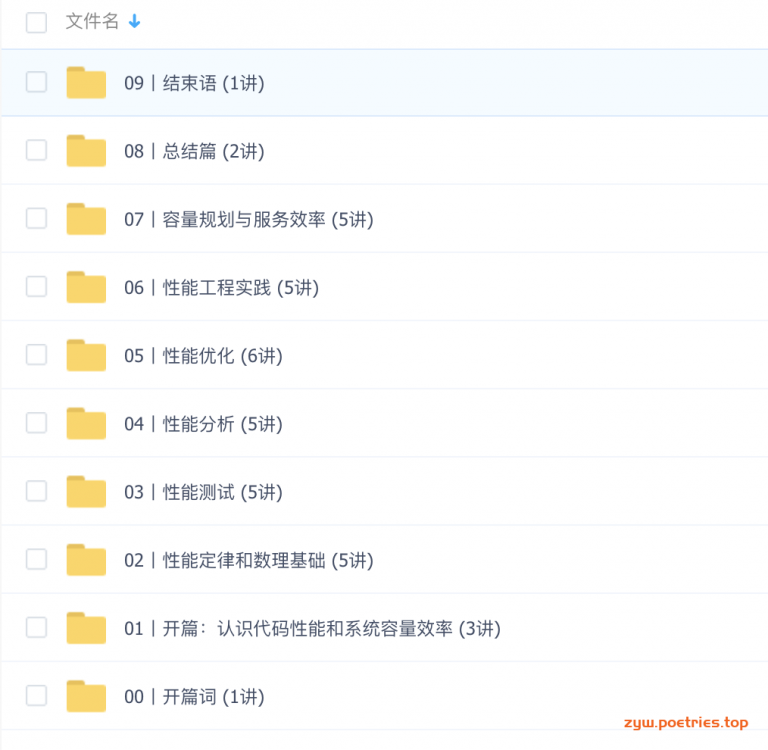 文件名
09丨结束语 (1讲)
08丨总结篇 (2讲)
07丨容量规划与服务效率 (5讲)
06丨性能工程实践 (5讲)
05丨性能优化 (6讲)
04丨性能分析 (5讲)
03丨性能测试 (5讲)
02丨性能定律和数理基础 (5讲)
01丨开篇：认识代码性能和系统容量效率 (3讲)
00丨开篇词 (1讲)
zyw.poetries.top